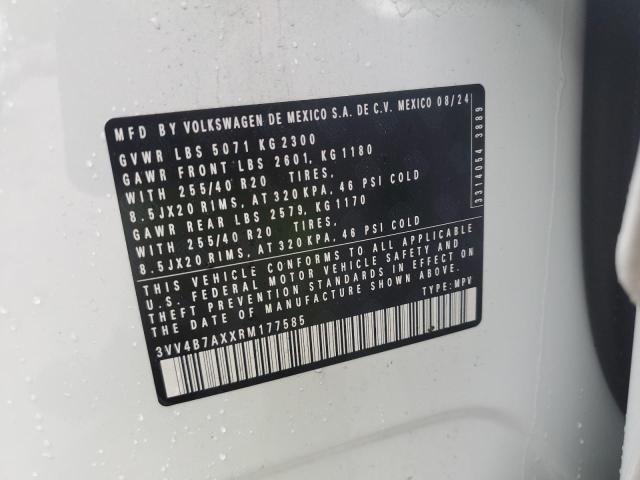 MFD BY VOLKSWAGEN DE MEXICO S.A. DE C.V. MEXICO 08/24
GVWR LBS 5071 KG 2300
GAWR FRONT LBS 2601, KG 1180
WITH 255/40 R20 TIRES,
8.5JX20 RIMS, AT 320 KPA, 46 PSI COLD
GAWR REAR LBS 2579, KG 1170
WITH 255/40 R20 TIRES,
8.5JX20 RIMS, AT 320 KPA, 46 PSI COLD
THIS VEHICLE CONFORMS TO ALL APPLICABLE
U.S. FEDERAL MOTOR VEHICLE SAFETY AND
THEFT PREVENTION STANDARDS IN EFFECT ON
THE DATE OF MANUFACTURE SHOWN ABOVE.
3VV4B7AXXRM177585 TYPE: MPV
3314054 3889